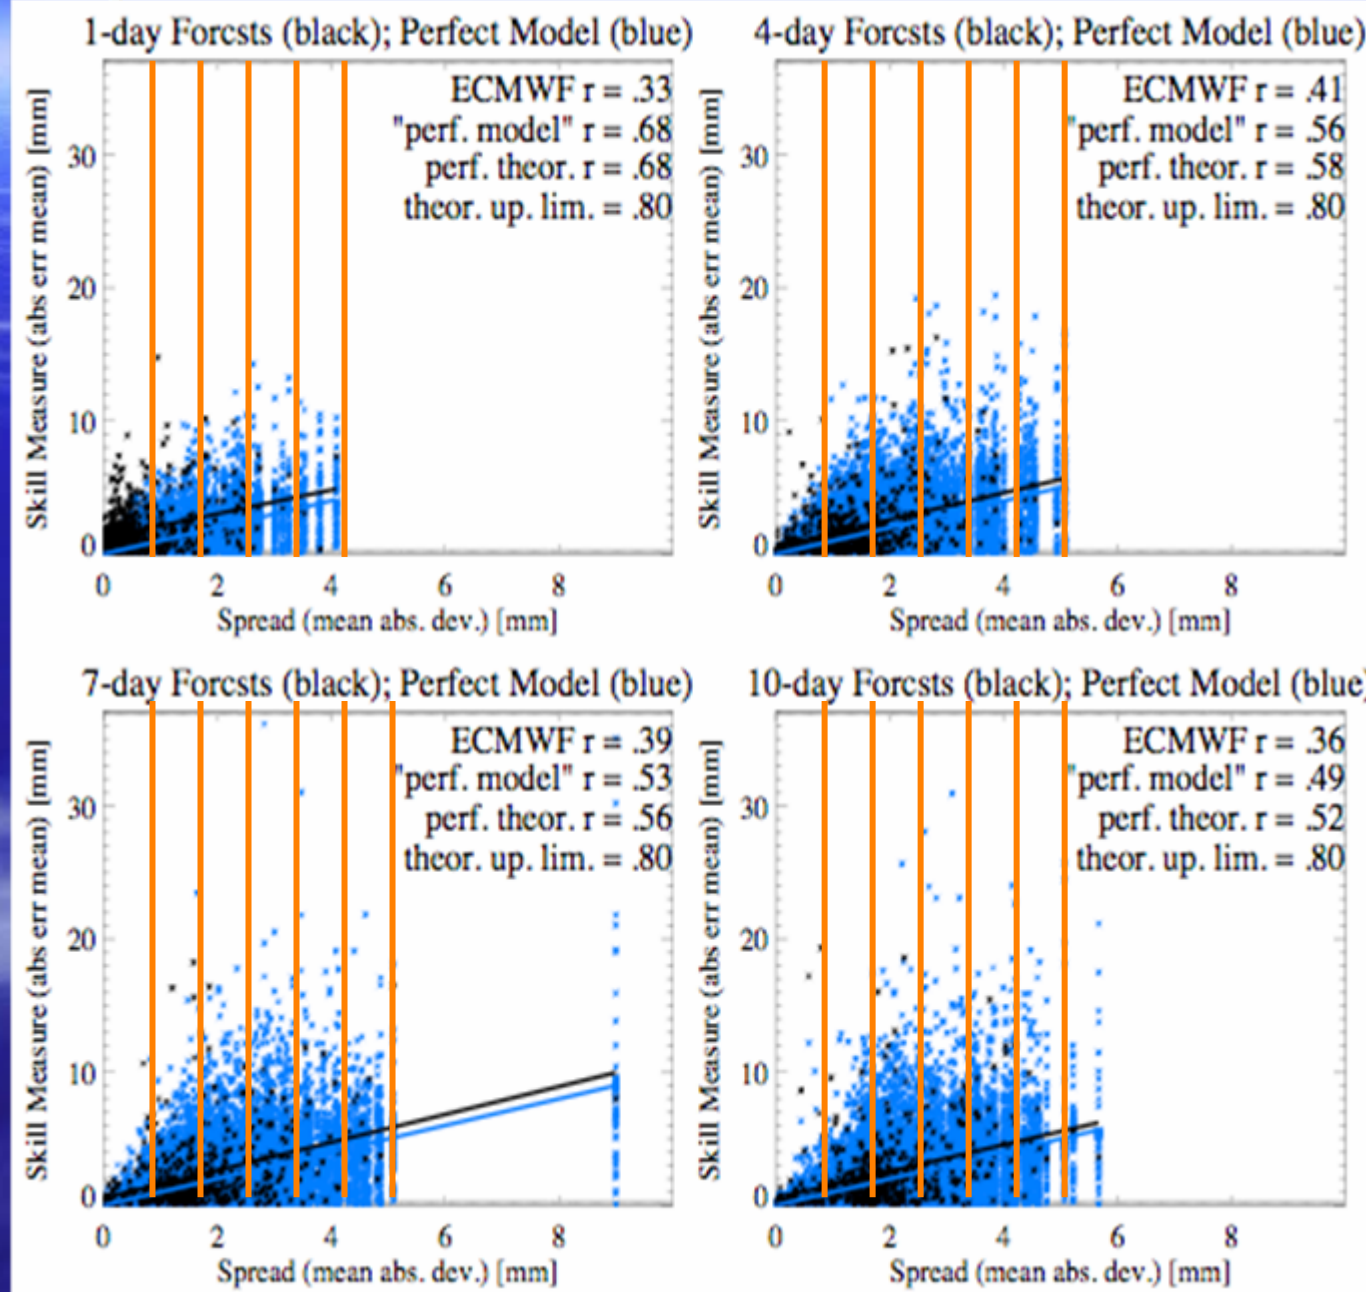 1-day Forcsts (black); Perfect Model (blue)
ECMWF r = .33
"perf. model" r = .68
perf. theor. r = .68
theor. up. lim. = .80
Skill Measure (abs err mean) [mm]
30
20
10
0
0 2 4 6 8
Spread (mean abs. dev.) [mm]
4-day Forcsts (black); Perfect Model (blue)
ECMWF r = .41
"perf. model" r = .56
perf. theor. r = .58
theor. up. lim. = .80
Skill Measure (abs err mean) [mm]
30
20
10
0
0 2 4 6 8
Spread (mean abs. dev.) [mm]
7-day Forcsts (black); Perfect Model (blue)
ECMWF r = .39
"perf. model" r = .53
perf. theor. r = .56
theor. up. lim. = .80
Skill Measure (abs err mean) [mm]
30
20
10
0
0 2 4 6 8
Spread (mean abs. dev.) [mm]
10-day Forcsts (black); Perfect Model (blue)
ECMWF r = .36
"perf. model" r = .49
perf. theor. r = .52
theor. up. lim. = .80
Skill Measure (abs err mean) [mm]
30
20
10
0
0 2 4 6 8
Spread (mean abs. dev.) [mm]